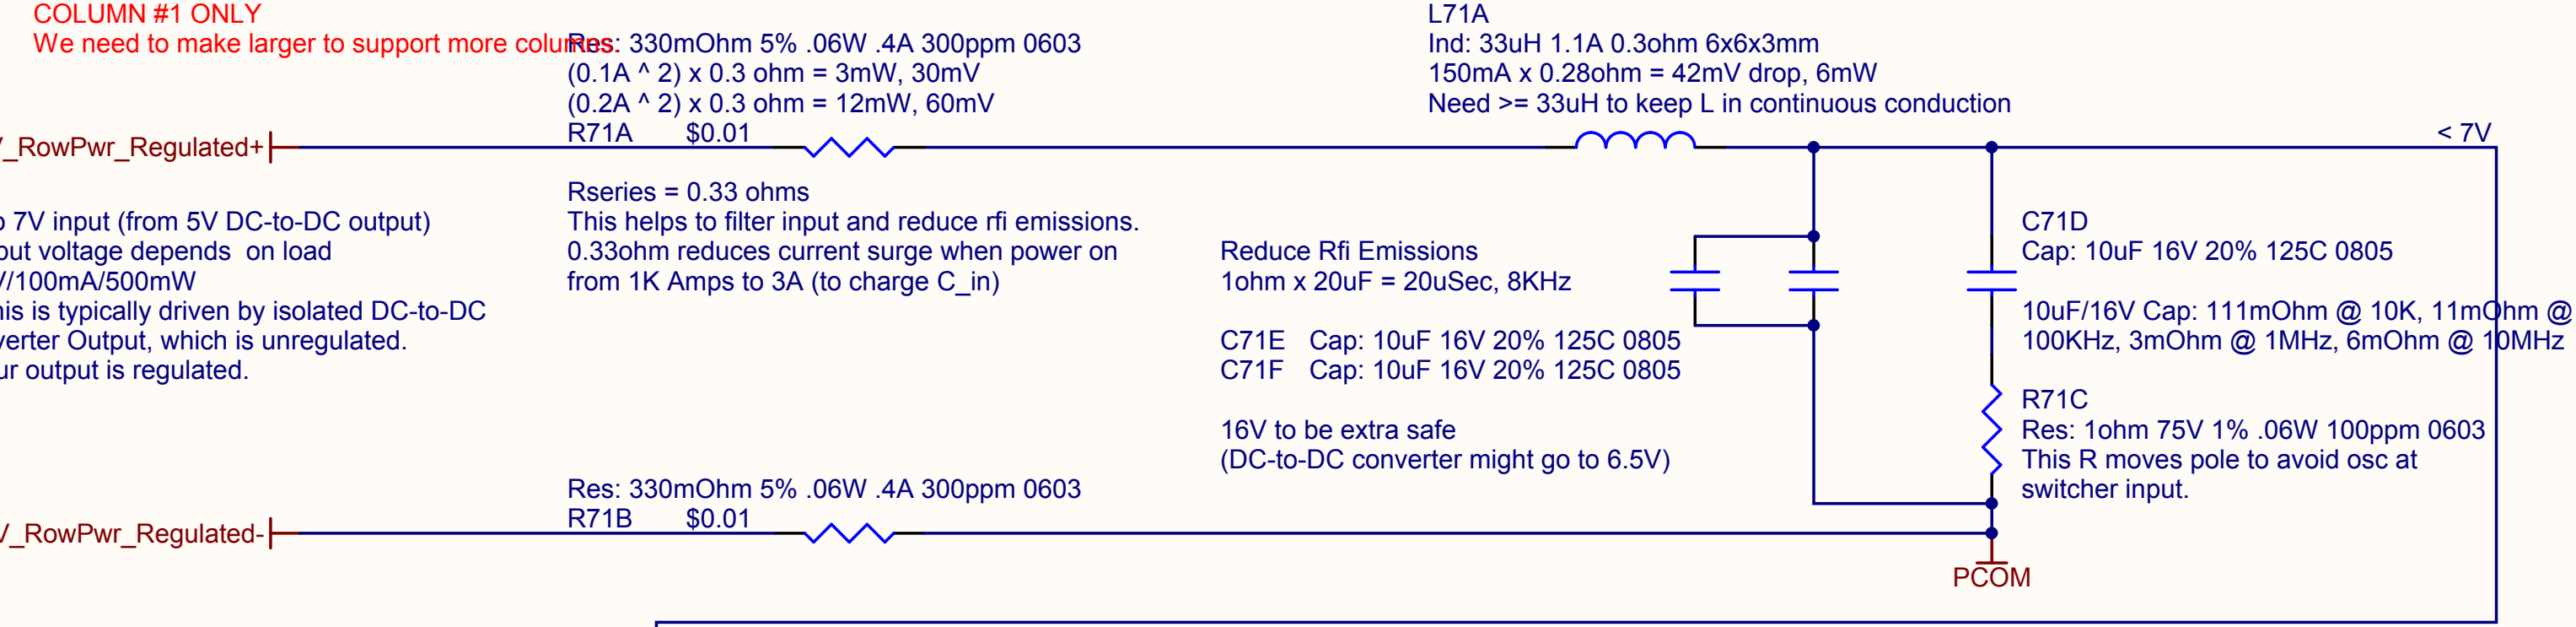 COLUMN #1 ONLY
We need to make larger to support more columns.
Res: 330mOhm 5% .06W .4A 300ppm 0603
(0.1A ^ 2) x 0.3 ohm = 3mW, 30mV
(0.2A ^ 2) x 0.3 ohm = 12mW, 60mV
R71A $0.01
L71A
Ind: 33uH 1.1A 0.3ohm 6x6x3mm
150mA x 0.28ohm = 42mV drop, 6mW
Need >= 33uH to keep L in continuous conduction
< 7V
_RowPwr_Regulated+
7V input (from 5V DC-to-DC output)
voltage depends on load
/100mA/500mW
is typically driven by isolated DC-to-DC
Output, which is unregulated.
output is regulated.
Rseries = 0.33 ohms
This helps to filter input and reduce rfi emissions.
0.33ohm reduces current surge when power on
from 1K Amps to 3A (to charge C_in)
Reduce Rfi Emissions
1ohm x 20uF = 20uSec, 8KHz
C71E Cap: 10uF 16V 20% 125C 0805
C71F Cap: 10uF 16V 20% 125C 0805
16V to be extra safe
(DC-to-DC converter might go to 6.5V)
C71D
Cap: 10uF 16V 20% 125C 0805
10uF/16V Cap: 111mOhm @ 10K, 11mOhm @
100KHz, 3mOhm @ 1MHz, 6mOhm @ 10MHz
R71C
Res: 1ohm 75V 1% .06W 100ppm 0603
This R moves pole to avoid osc at
switcher input.
Res: 330mOhm 5% .06W .4A 300ppm 0603
R71B $0.01
_RowPwr_Regulated-
PCOM